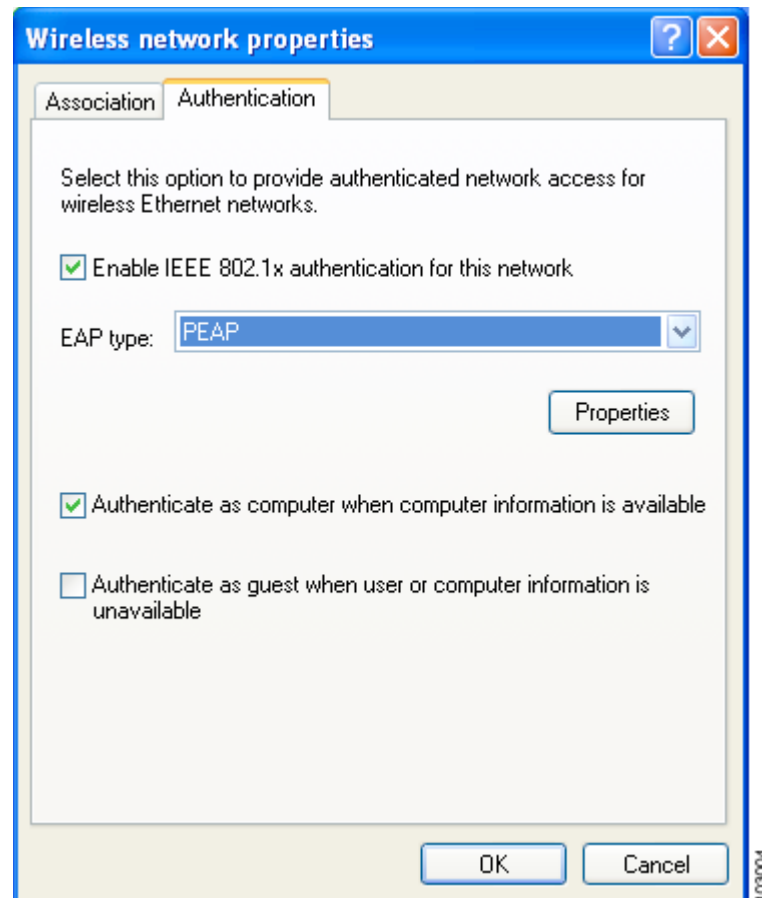 Wireless network properties
Association
Authentication
Select this option to provide authenticated network access for
wireless Ethernet networks.
Enable IEEE 802.1x authentication for this network
EAP type:
PEAP
Properties
Authenticate as computer when computer information is available
Authenticate as guest when user or computer information is
unavailable
OK
Cancel
103004